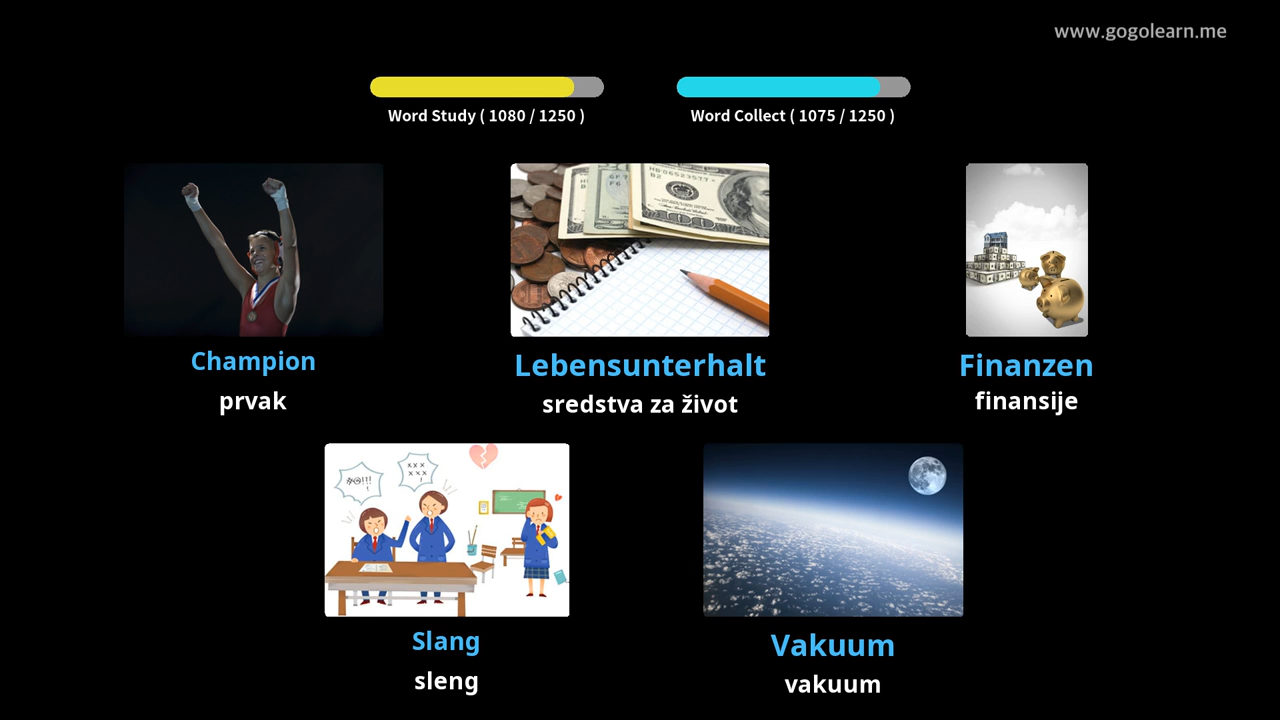 www.gogolearn.me
Word Study ( 1080 / 1250 )
Word Collect ( 1075 / 1250 )
Champion
prvak
Lebensunterhalt
sredstva za život
Finanzen
finansije
Slang
sleng
Vakuum
vakuum